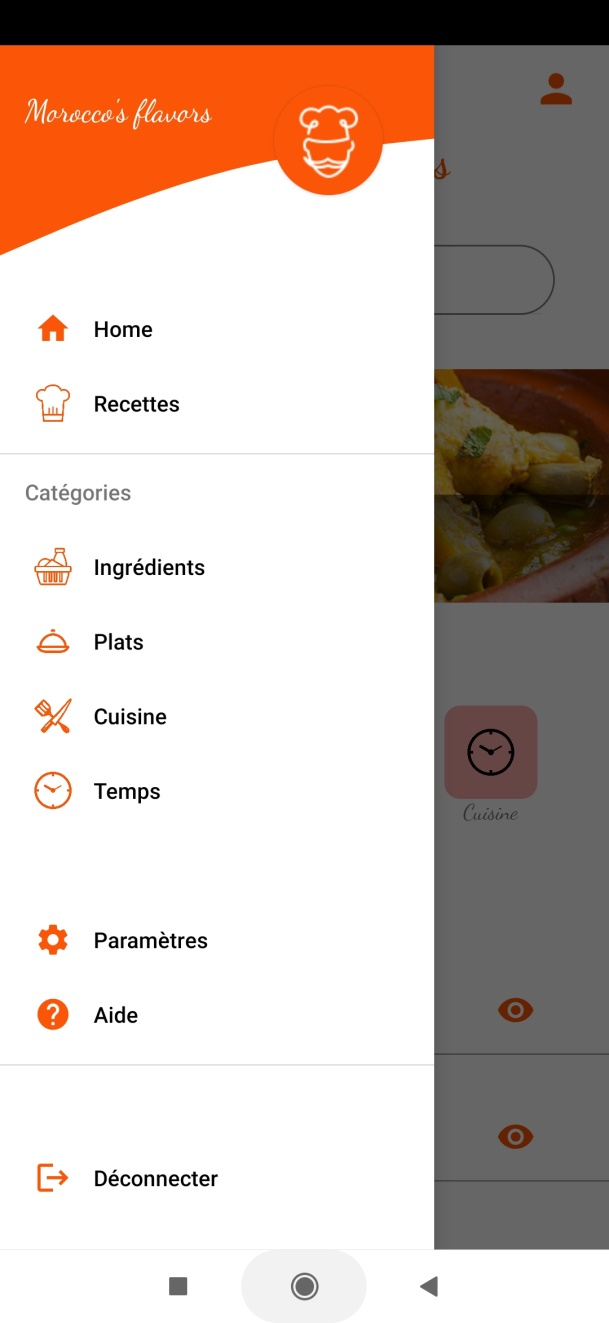 Morocco's flavors
s
Home
Recettes
Catégories
Ingrédients
Plats
Cuisine
Temps
Cuisine
Paramètres
Aide
Déconnecter